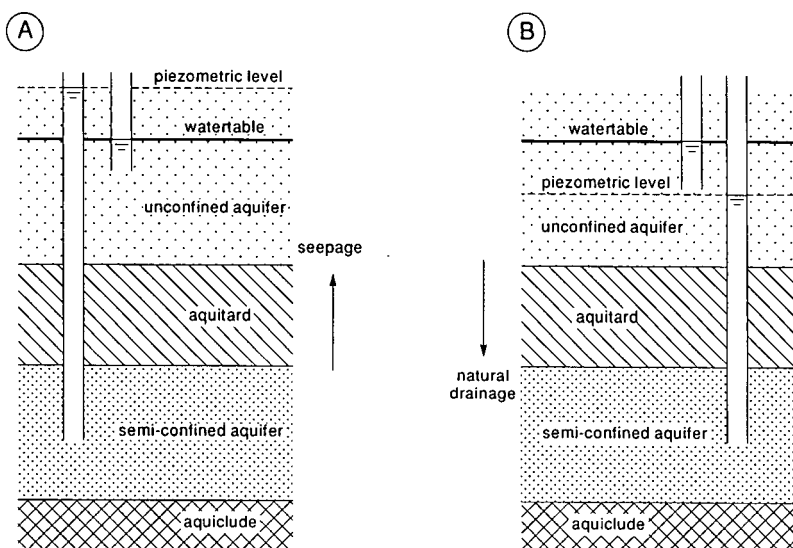 A
piezometric level
watertable
unconfined aquifer
seepage
aquitard
semi-confined aquifer
aquiclude
B
watertable
piezometric level
unconfined aquifer
aquitard
natural
drainage
semi-confined aquifer
aquiclude